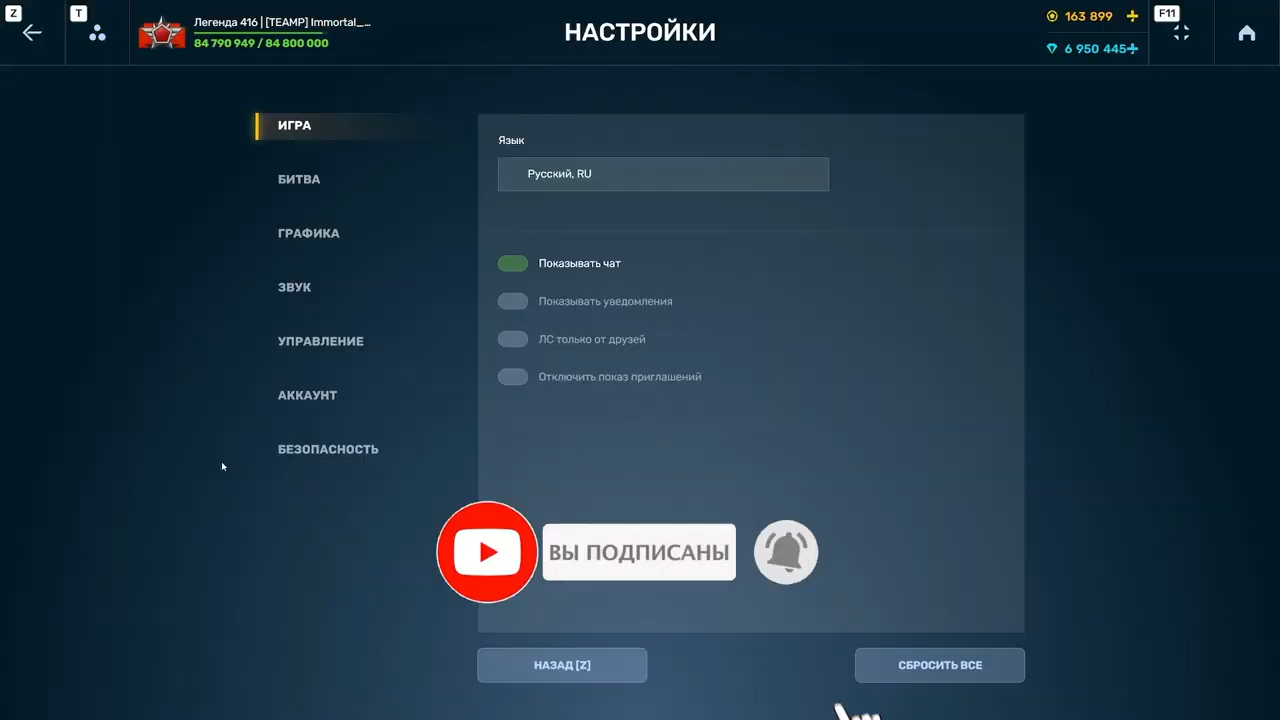 Z
T
Легенда 416 | [TEAMP] Immortal_...
84 790 949 / 84 800 000
НАСТРОЙКИ
163 899
6 950 445
F11
ИГРА
БИТВА
ГРАФИКА
ЗВУК
УПРАВЛЕНИЕ
АККАУНТ
БЕЗОПАСНОСТЬ
Язык
Русский, RU
Показывать чат
Показывать уведомления
ЛС только от друзей
Отключить показ приглашений
ВЫ ПОДПИСАНЫ
НАЗАД [Z]
СБРОСИТЬ ВСЕ